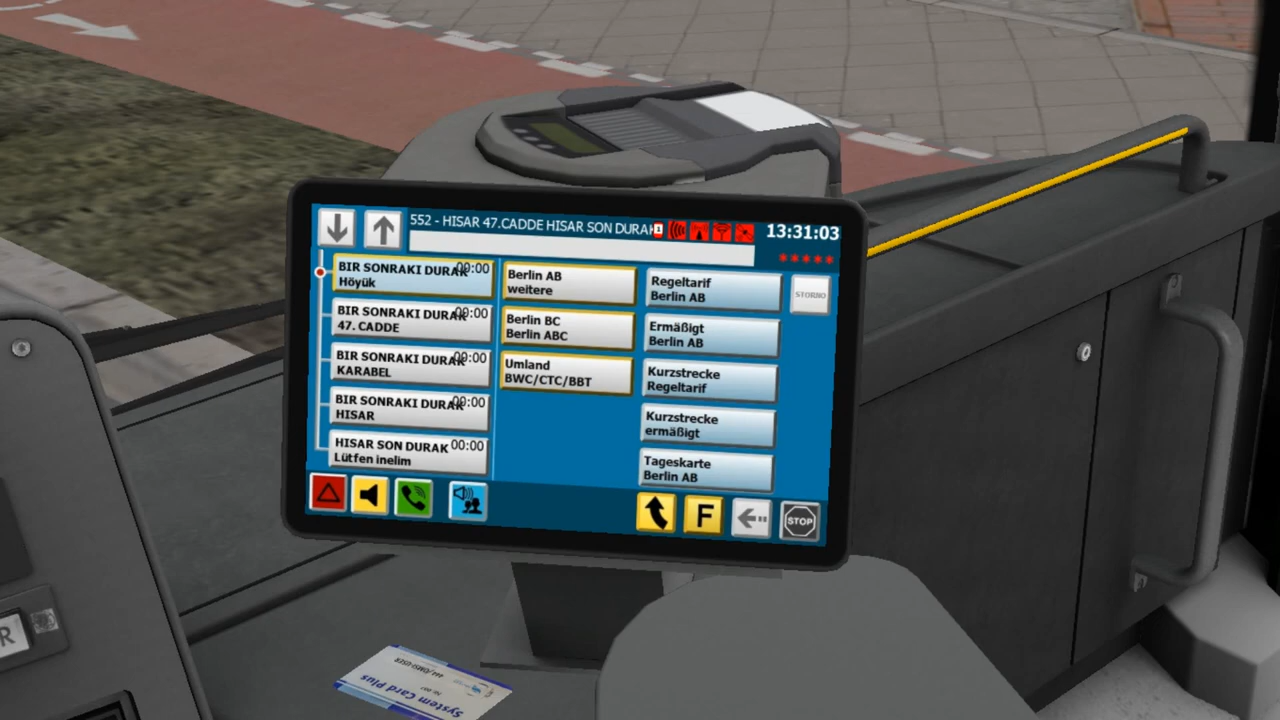 552 - HISAR 47.CADDE HISAR SON DURAK
13:31:03
*****
BIR SONRAKI DURAK 00:00
Höyük
BIR SONRAKI DURAK 00:00
47. CADDE
BIR SONRAKI DURAK 00:00
KARABEL
BIR SONRAKI DURAK 00:00
HISAR
HISAR SON DURAK 00:00
Lütfen inelim
Berlin AB
weitere
Berlin BC
Berlin ABC
Umland
BWC/CTC/BBT
Regeltarif
Berlin AB
Ermäßigt
Berlin AB
Kurzstrecke
Regeltarif
Kurzstrecke
ermäßigt
Tageskarte
Berlin AB
STORNO
F
STOP
R
System Card Plus